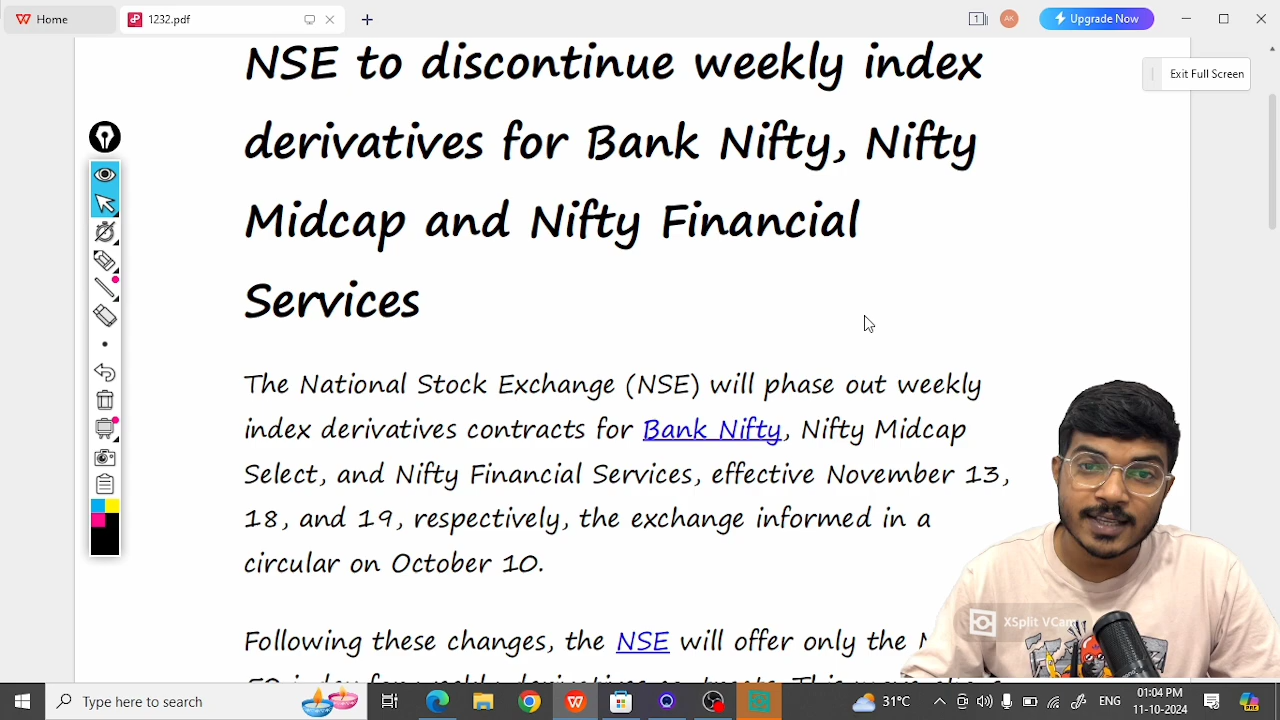 Home
1232.pdf
1
AK
Upgrade Now
NSE to discontinue weekly index
Exit Full Screen
derivatives for Bank Nifty, Nifty
Midcap and Nifty Financial
Services
The National Stock Exchange (NSE) will phase out weekly
index derivatives contracts for Bank Nifty, Nifty Midcap
Select, and Nifty Financial Services, effective November 13,
18, and 19, respectively, the exchange informed in a
circular on October 10.
XSplit VCam
Following these changes, the NSE will offer only the
Type here to search
31°C
ENG
01:04 PM
11-10-2024